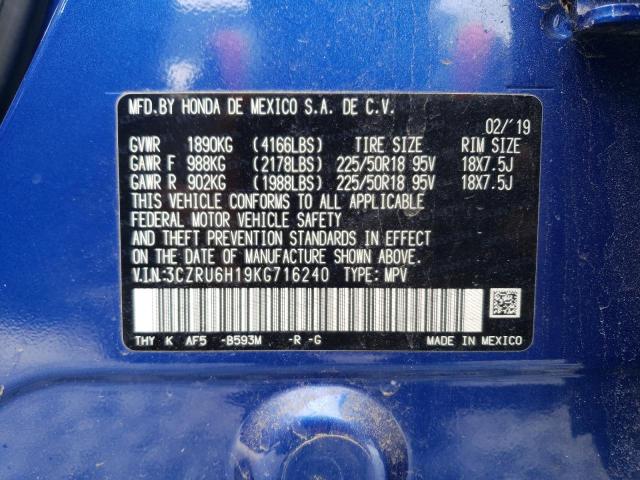 MFD.BY HONDA DE MEXICO S.A. DE C.V.
02/'19
GVWR 1890KG (4166LBS) TIRE SIZE RIM SIZE
GAWR F 988KG (2178LBS) 225/50R18 95V 18X7.5J
GAWR R 902KG (1988LBS) 225/50R18 95V 18X7.5J
THIS VEHICLE CONFORMS TO ALL APPLICABLE
FEDERAL MOTOR VEHICLE SAFETY
AND THEFT PREVENTION STANDARDS IN EFFECT
ON THE DATE OF MANUFACTURE SHOWN ABOVE.
V.I.N.:3CZRU6H19KG716240 TYPE: MPV
THY K AF5 -B593M -R -G MADE IN MEXICO